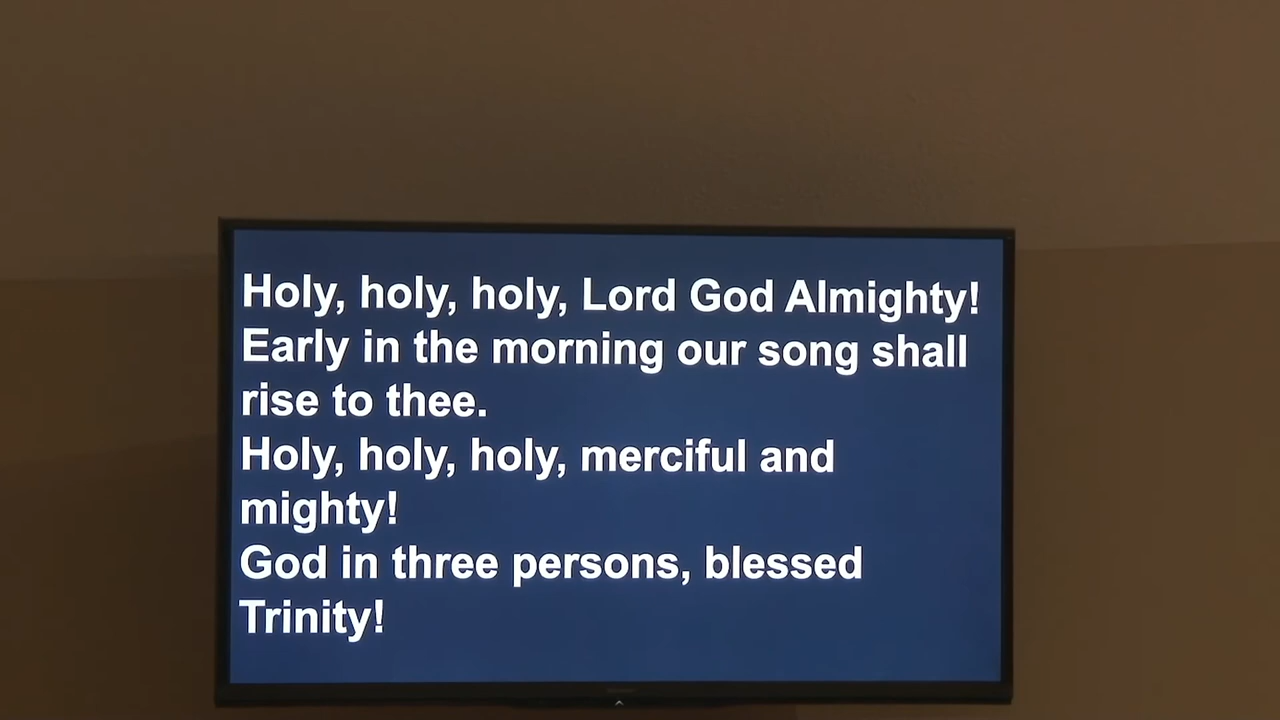 Holy, holy, holy, Lord God Almighty!
Early in the morning our song shall
rise to thee.
Holy, holy, holy, merciful and
mighty!
God in three persons, blessed
Trinity!